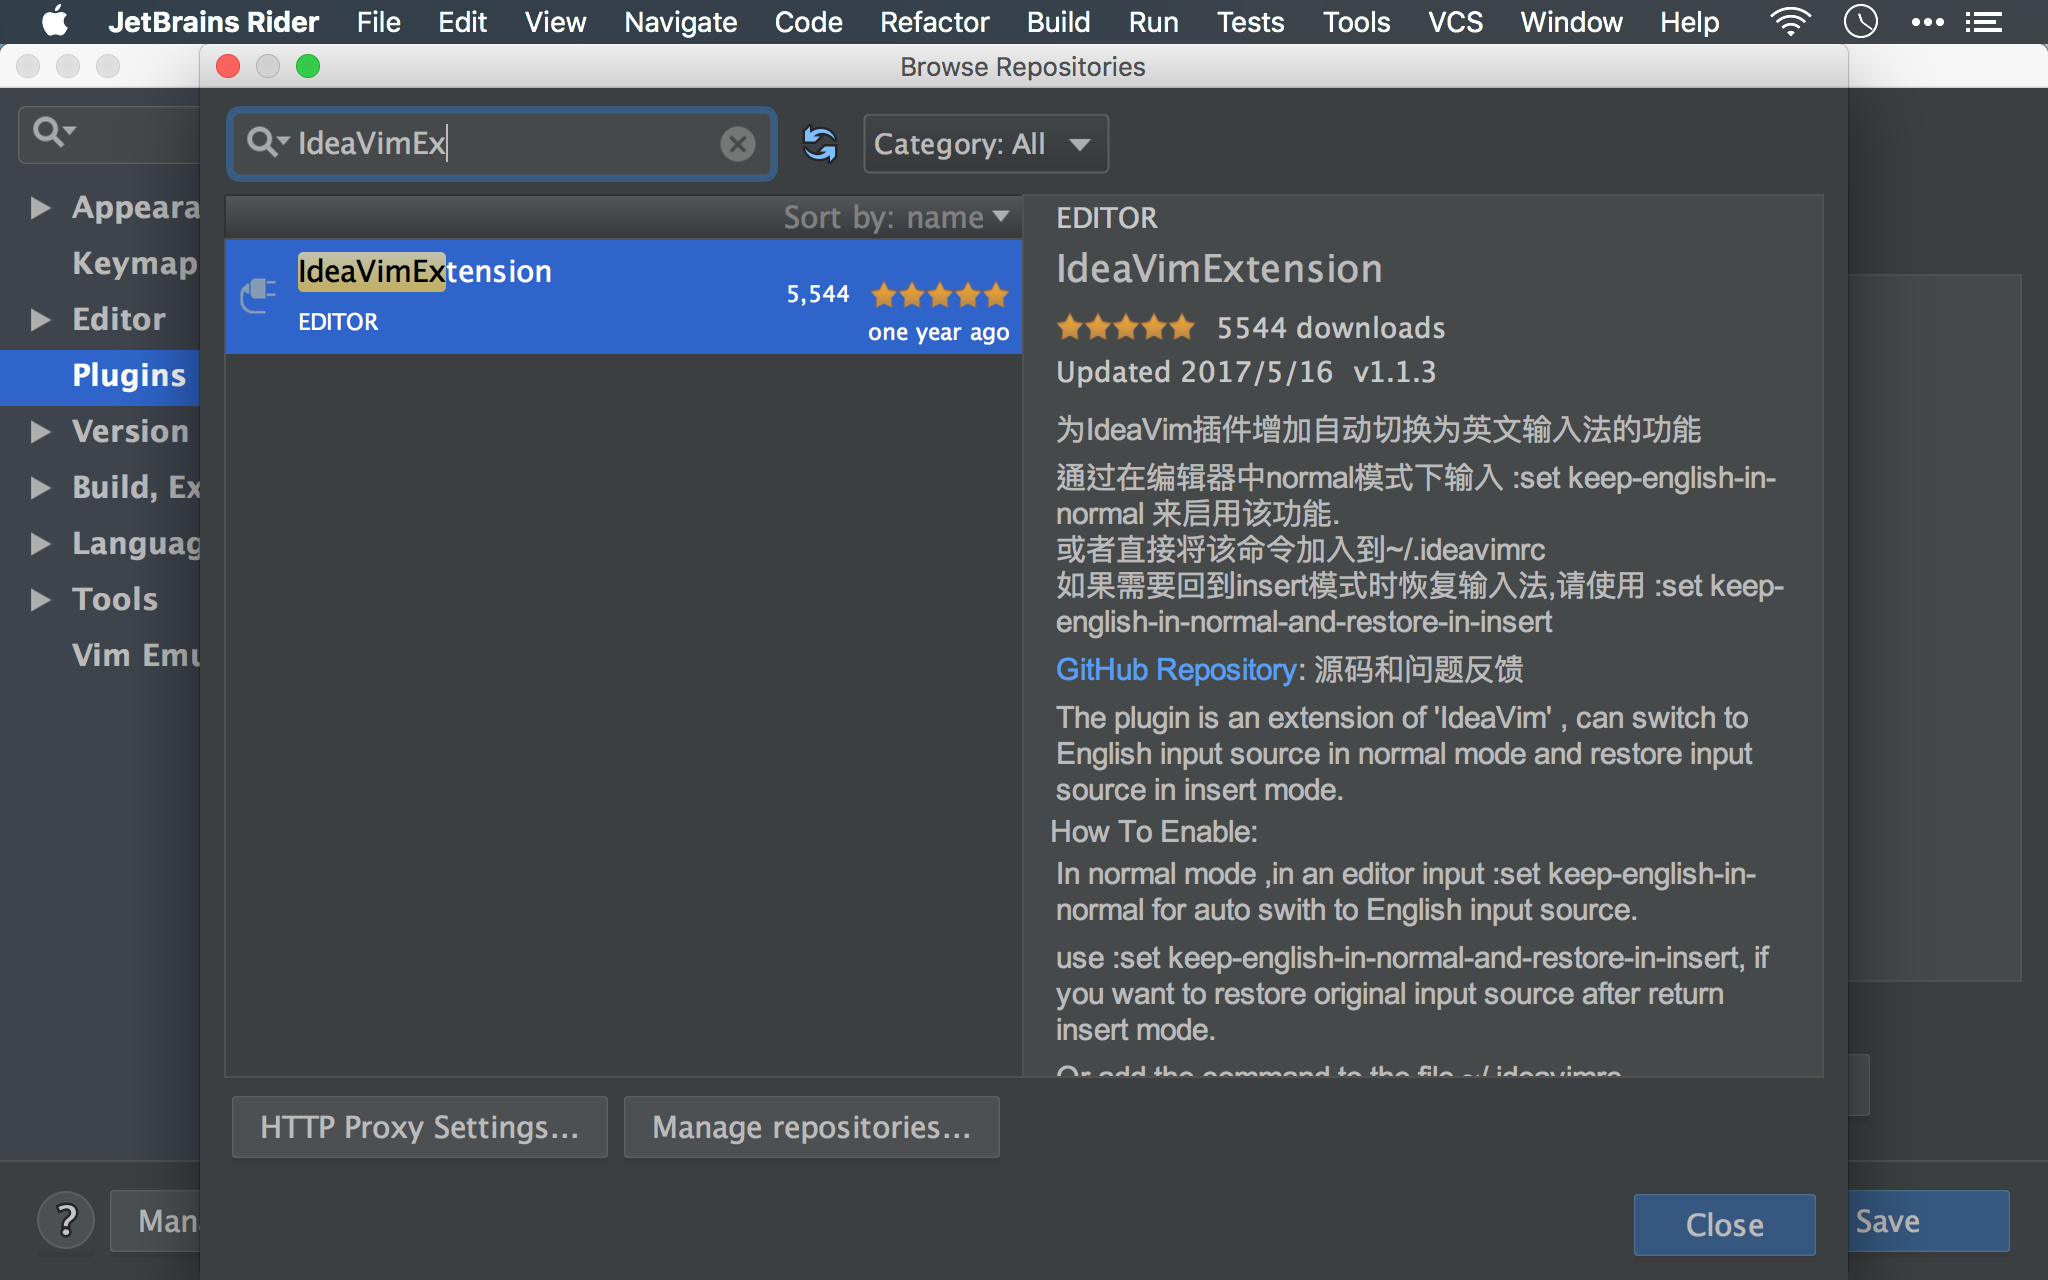 JetBrains Rider File Edit View Navigate Code Refactor Build Run Tests Tools VCS Window Help
Browse Repositories
IdeaVimEx
Category: All
Appeara
Keymap
Editor
Plugins
Version
Build, Ex
Languag
Tools
Vim Emu
Sort by: name
IdeaVimExtension
EDITOR
5,544
one year ago
EDITOR
IdeaVimExtension
5544 downloads
Updated 2017/5/16 v1.1.3
为IdeaVim插件增加自动切换为英文输入法的功能
通过在编辑器中normal模式下输入 :set keep-english-in-
normal 来启用该功能.
或者直接将该命令加入到~/.ideavimrc
如果需要回到insert模式时恢复输入法,请使用 :set keep-
english-in-normal-and-restore-in-insert
GitHub Repository: 源码和问题反馈
The plugin is an extension of 'IdeaVim' , can switch to
English input source in normal mode and restore input
source in insert mode.
How To Enable:
In normal mode ,in an editor input :set keep-english-in-
normal for auto swith to English input source.
use :set keep-english-in-normal-and-restore-in-insert, if
you want to restore original input source after return
insert mode.
Or add the command to the file ~/.ideavimrc
HTTP Proxy Settings...
Manage repositories...
?
Man
Close
Save